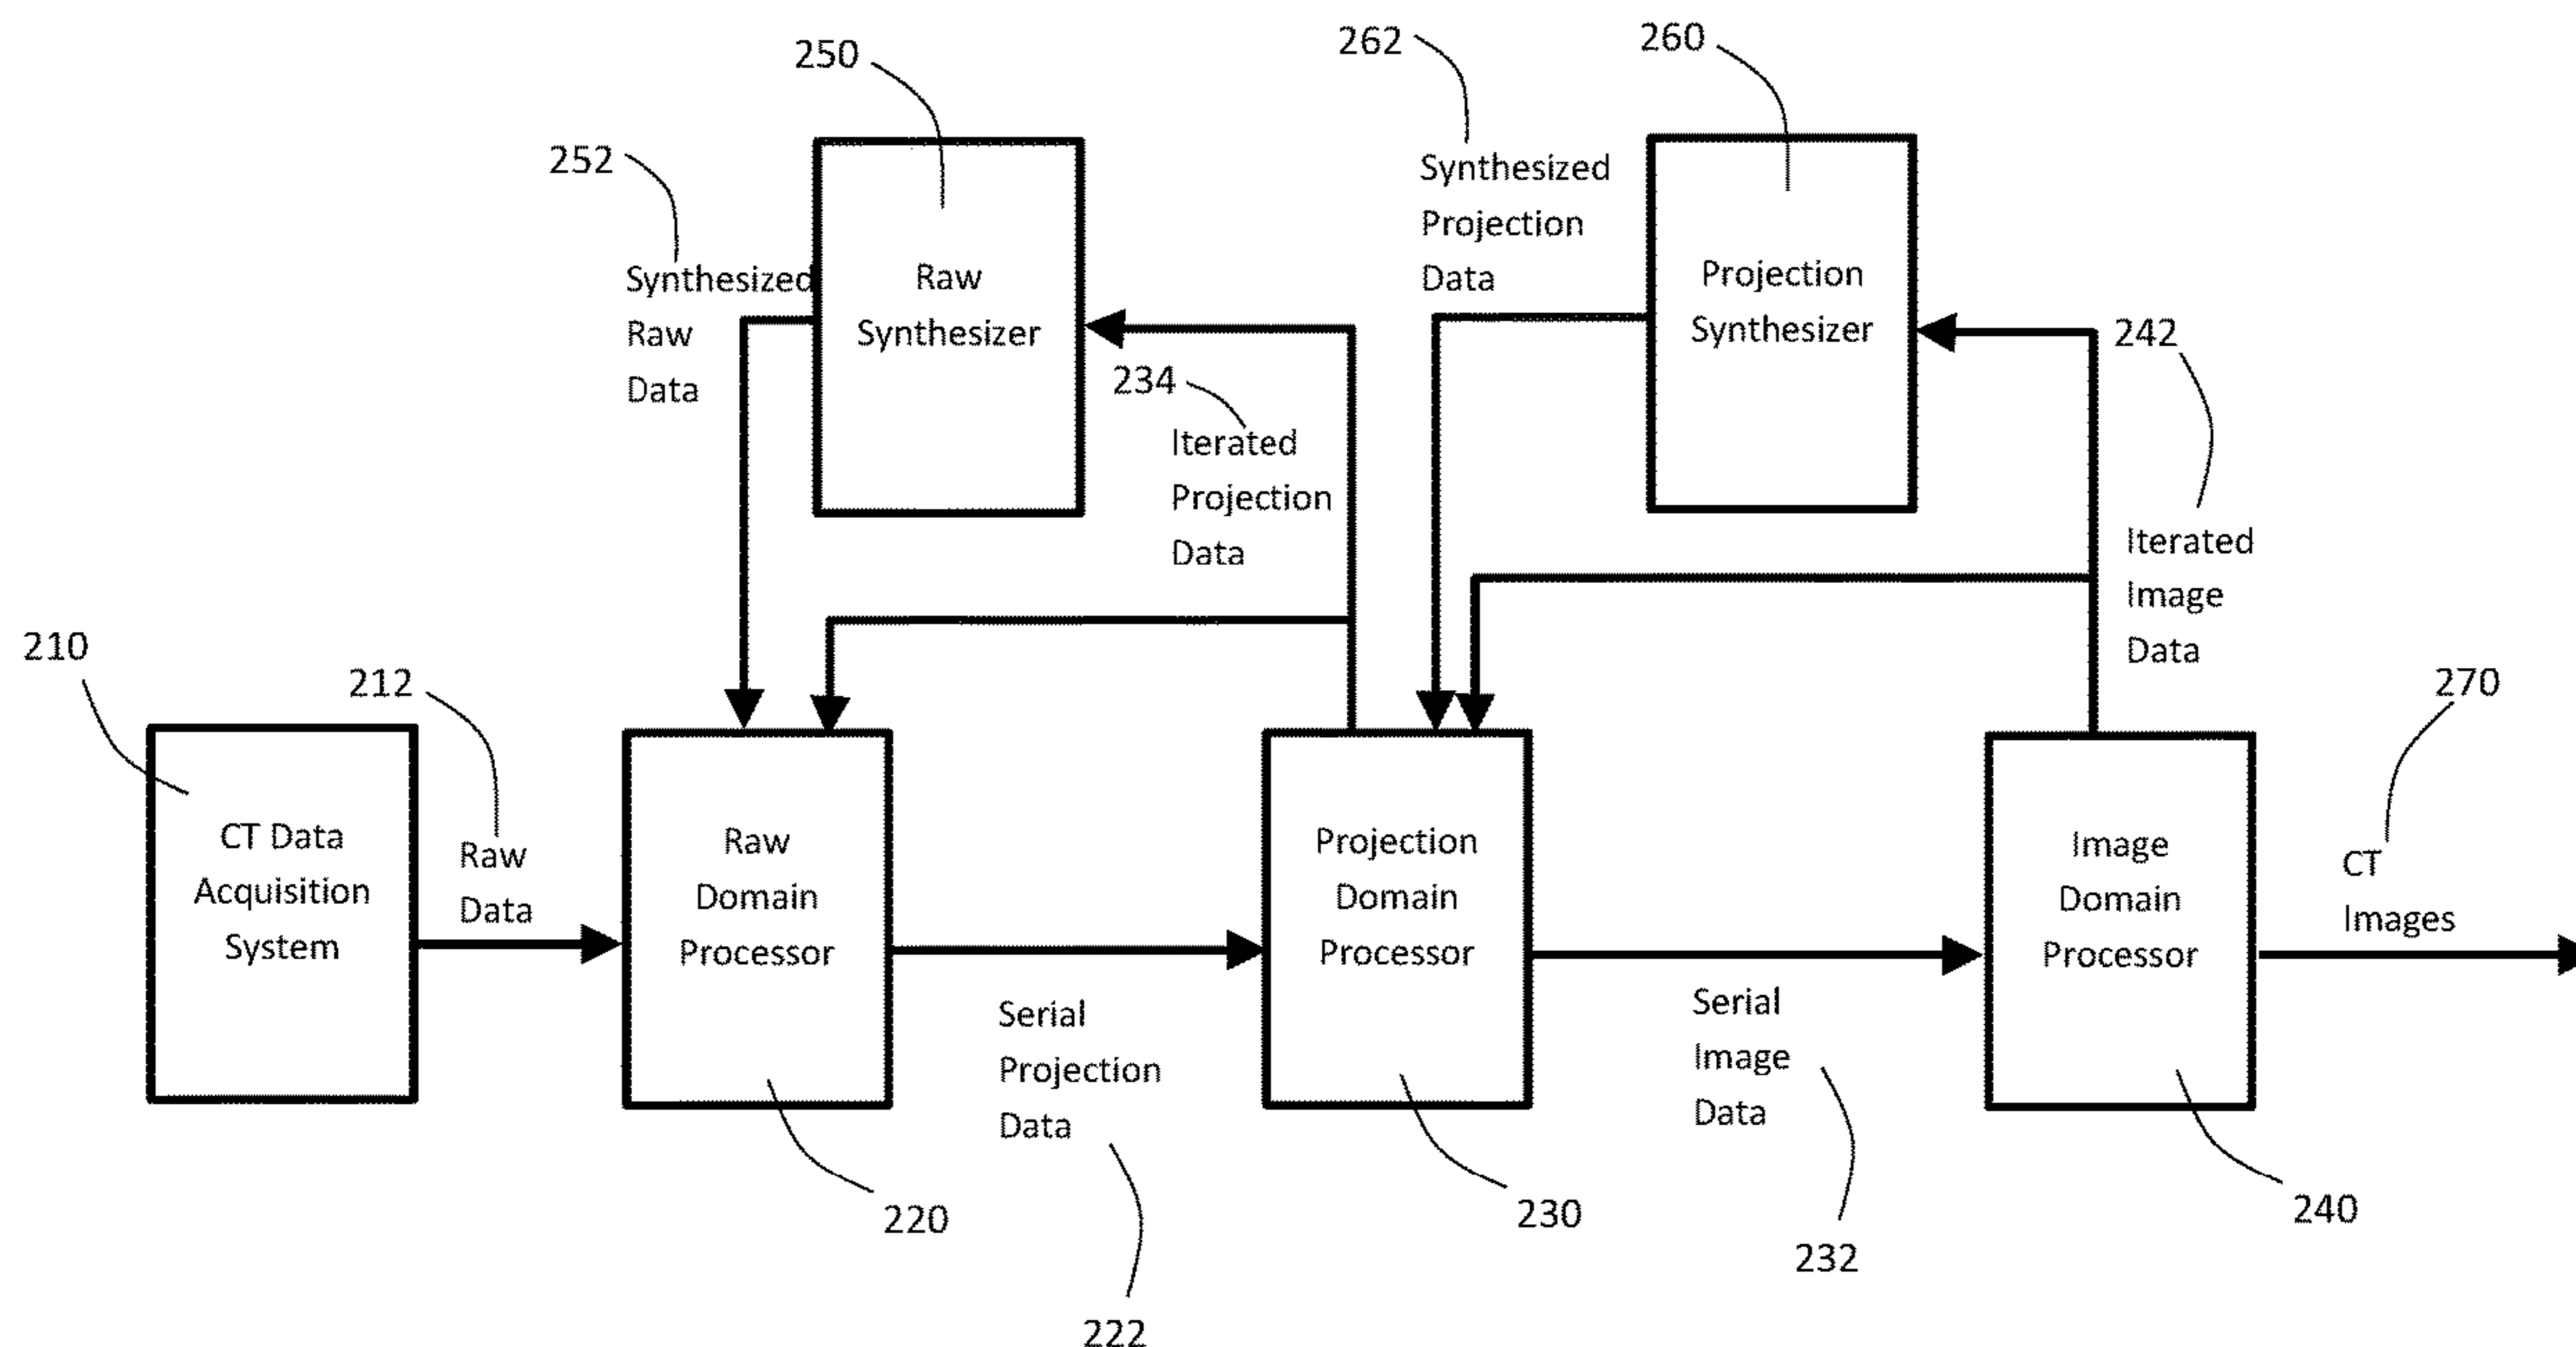 250
262
260
252
Synthesized
Raw
Data
Raw
Synthesizer
234
Iterated
Projection
Data
Synthesized
Projection
Data
Projection
Synthesizer
242
Iterated
Image
Data
210
212
270
CT Data
Acquisition
System
Raw
Data
Raw
Domain
Processor
Serial
Projection
Data
Projection
Domain
Processor
Serial
Image
Data
Image
Domain
Processor
CT
Images
220
222
230
232
240